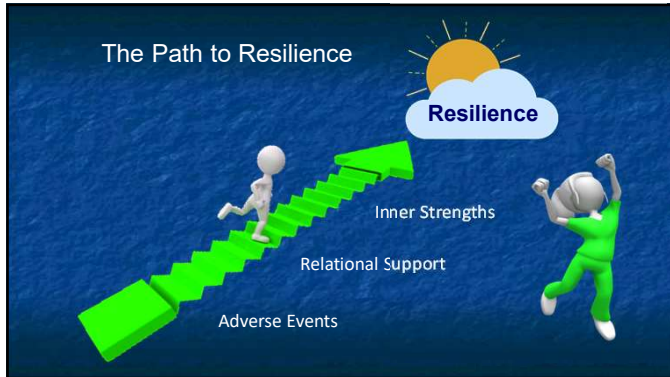 The Path to Resilience
Resilience
Inner Strengths
Relational Support
Adverse Events